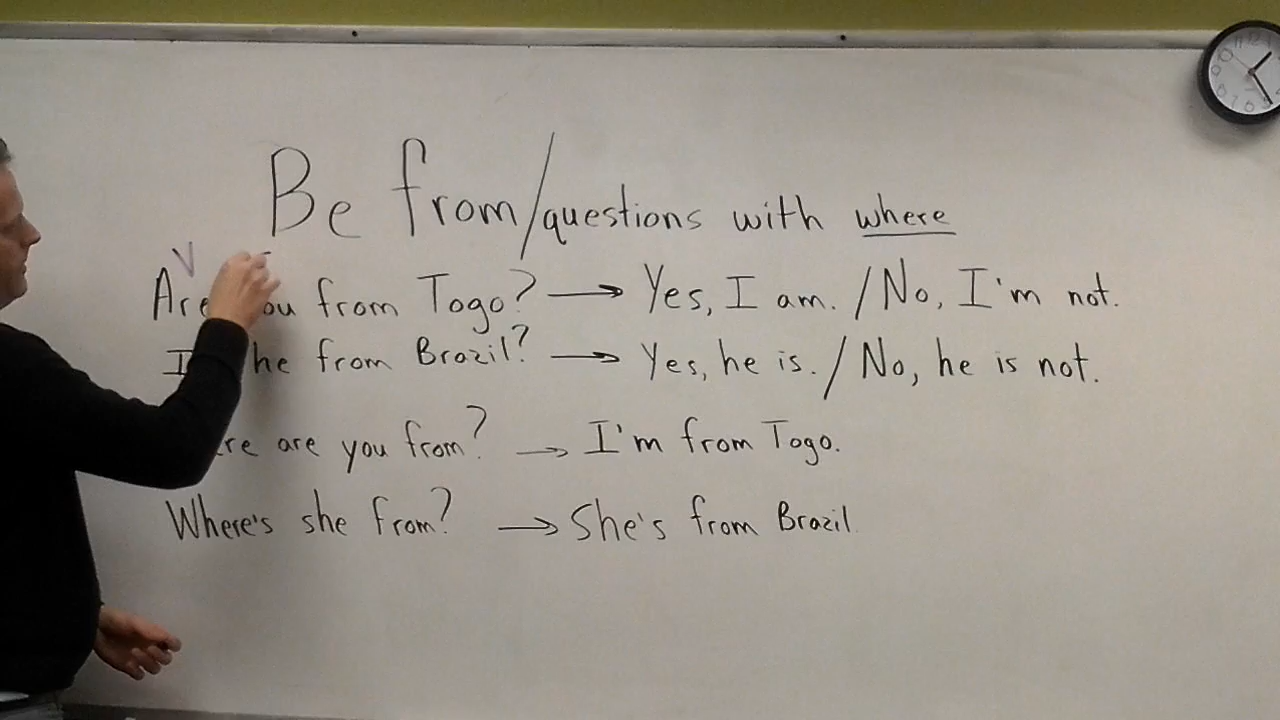 Be from/questions with where
V
Are you from Togo? → Yes, I am. / No, I'm not.
he from Brazil? → Yes, he is. / No, he is not.
are you from? → I'm from Togo.
Where's she from? → She's from Brazil.